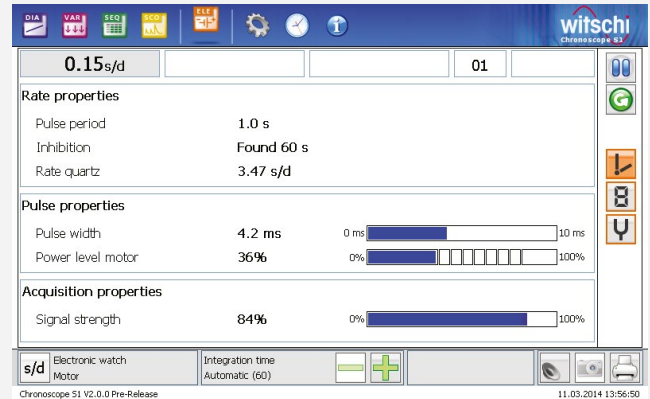 DIA VAR SEQ SCO ELE
witschi
Chronoscope S1
0.15s/d 01
Rate properties
Pulse period 1.0 s
Inhibition Found 60 s
Rate quartz 3.47 s/d
Pulse properties
Pulse width 4.2 ms 0 ms 10 ms
Power level motor 36% 0% 100%
Acquisition properties
Signal strength 84% 0% 100%
s/d Electronic watch Integration time
Motor Automatic (60)
Chronoscope S1 V2.0.0 Pre-Release 11.03.2014 13:56:50